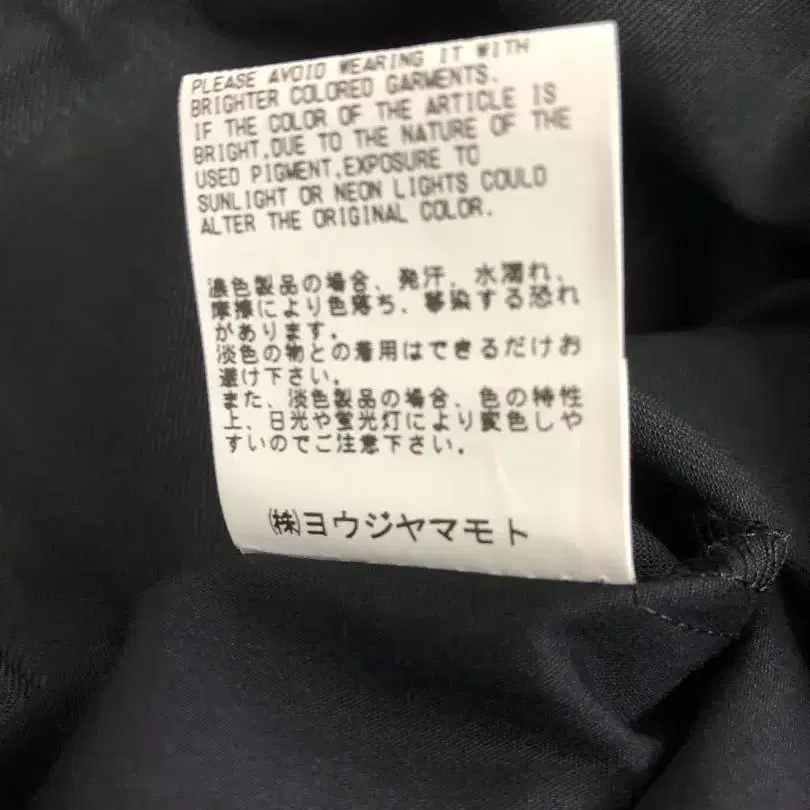 PLEASE AVOID WEARING IT WITH
BRIGHTER COLORED GARMENTS.
IF THE COLOR OF THE ARTICLE IS
BRIGHT,DUE TO THE NATURE OF THE
USED PIGMENT,EXPOSURE TO
SUNLIGHT OR NEON LIGHTS COULD
ALTER THE ORIGINAL COLOR.
濃色製品の場合、発汗、水濡れ、
摩擦により色落ち、移染する恐れ
があります。
淡色の物との着用はできるだけお
避け下さい。
また、淡色製品の場合、色の特性
上、日光や蛍光灯により変色しや
すいのでご注意下さい。
㈱ヨウジヤマモト